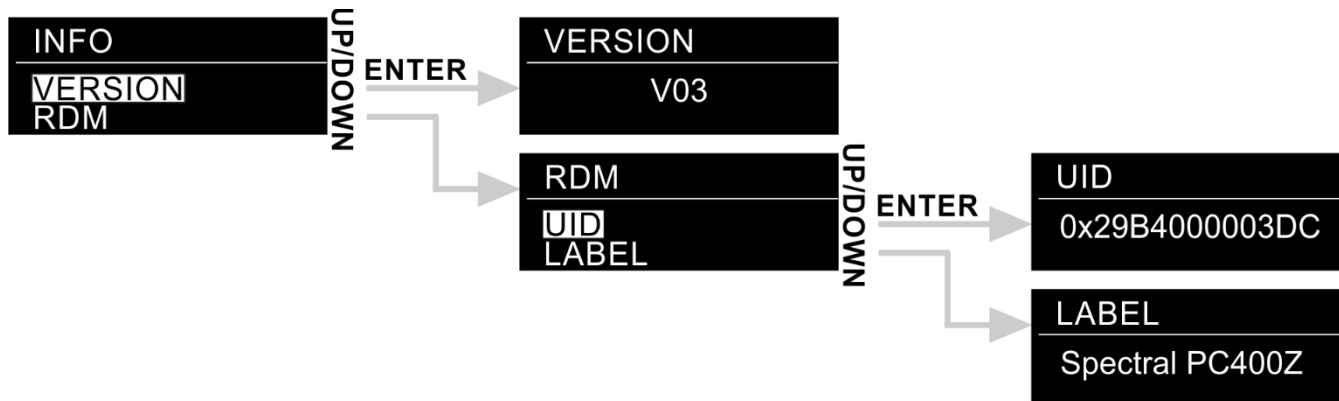 INFO
VERSION
RDM
UP/DOWN
ENTER
VERSION
V03
RDM
UID
LABEL
UP/DOWN
ENTER
UID
0x29B4000003DC
LABEL
Spectral PC400Z